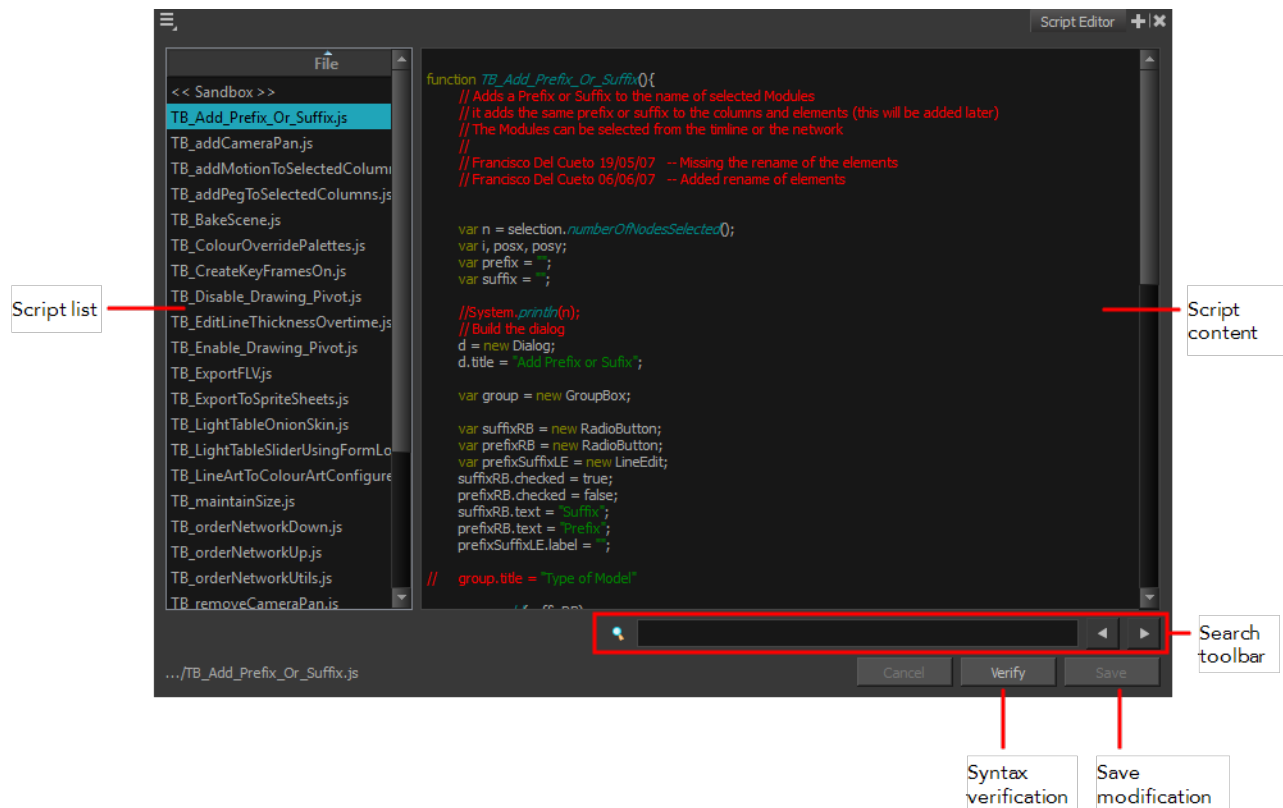 Script Editor
File
<< Sandbox >>
TB_Add_Prefix_Or_Suffix.js
TB_addCameraPan.js
TB_addMotionToSelectedColum
TB_addPegToSelectedColumns.js
TB_BakeScene.js
TB_ColourOverridePalettes.js
TB_CreateKeyFramesOn.js
TB_Disable_Drawing_Pivot.js
TB_EditLineThicknessOvertime.js
TB_Enable_Drawing_Pivot.js
TB_ExportFLV.js
TB_ExportToSpriteSheets.js
TB_LightTableOnionSkin.js
TB_LightTableSliderUsingFormLo
TB_LineArtToColourArtConfigure
TB_maintainSize.js
TB_orderNetworkDown.js
TB_orderNetworkUp.js
TB_orderNetworkUtils.js
TB_removeCameraPan.js
function TB_Add_Prefix_Or_Suffix(){
// Adds a Prefix or Suffix to the name of selected Modules
// it adds the same prefix or suffix to the columns and elements (this will be added later)
// The Modules can be selected from the timline or the network
//
// Francisco Del Cueto 19/05/07 -- Missing the rename of the elements
// Francisco Del Cueto 06/06/07 -- Added rename of elements
var n = selection.numberOfNodesSelected();
var i, posx, posy;
var prefix = "";
var suffix = "";
//System.println(n);
// Build the dialog
d = new Dialog;
d.title = "Add Prefix or Sufix";
var group = new GroupBox;
var suffixRB = new RadioButton;
var prefixRB = new RadioButton;
var prefixSuffixLE = new LineEdit;
suffixRB.checked = true;
prefixRB.checked = false;
suffixRB.text = "Suffix";
prefixRB.text = "Prefix";
prefixSuffixLE.label = "";
// group.title = "Type of Model"
.../TB_Add_Prefix_Or_Suffix.js
Cancel
Verify
Save
Script list
Script
content
Search
toolbar
Syntax
verification
Save
modification